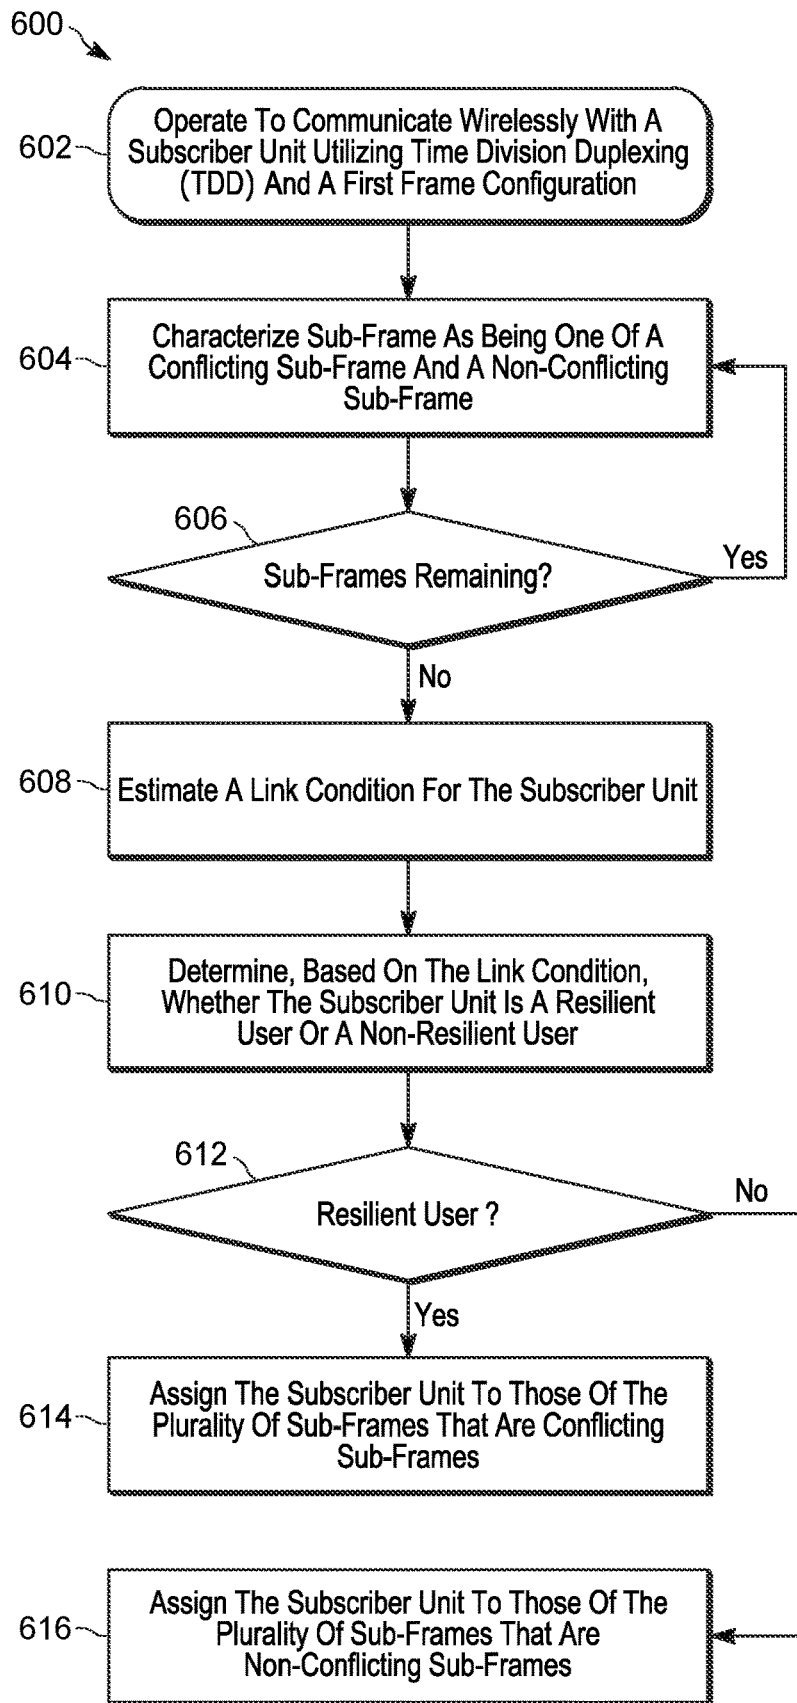 600
602
Operate To Communicate Wirelessly With A
Subscriber Unit Utilizing Time Division Duplexing
(TDD) And A First Frame Configuration
604
Characterize Sub-Frame As Being One Of A
Conflicting Sub-Frame And A Non-Conflicting
Sub-Frame
606
Sub-Frames Remaining?
Yes
No
608
Estimate A Link Condition For The Subscriber Unit
610
Determine, Based On The Link Condition,
Whether The Subscriber Unit Is A Resilient
User Or A Non-Resilient User
612
Resilient User ?
No
Yes
614
Assign The Subscriber Unit To Those Of The
Plurality Of Sub-Frames That Are Conflicting
Sub-Frames
616
Assign The Subscriber Unit To Those Of The
Plurality Of Sub-Frames That Are
Non-Conflicting Sub-Frames